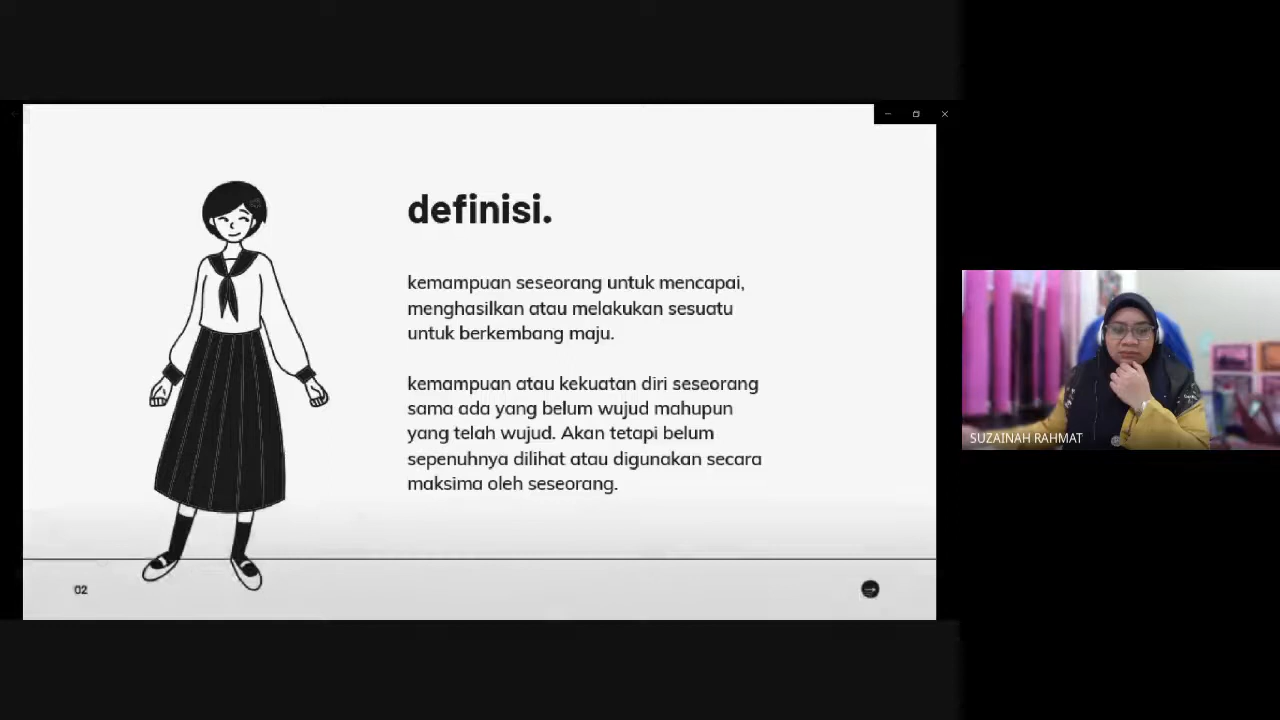 definisi.
kemampuan seseorang untuk mencapai,
menghasilkan atau melakukan sesuatu
untuk berkembang maju.
kemampuan atau kekuatan diri seseorang
sama ada yang belum wujud mahupun
yang telah wujud. Akan tetapi belum
sepenuhnya dilihat atau digunakan secara
maksima oleh seseorang.
02
SUZAINAH RAHMAT